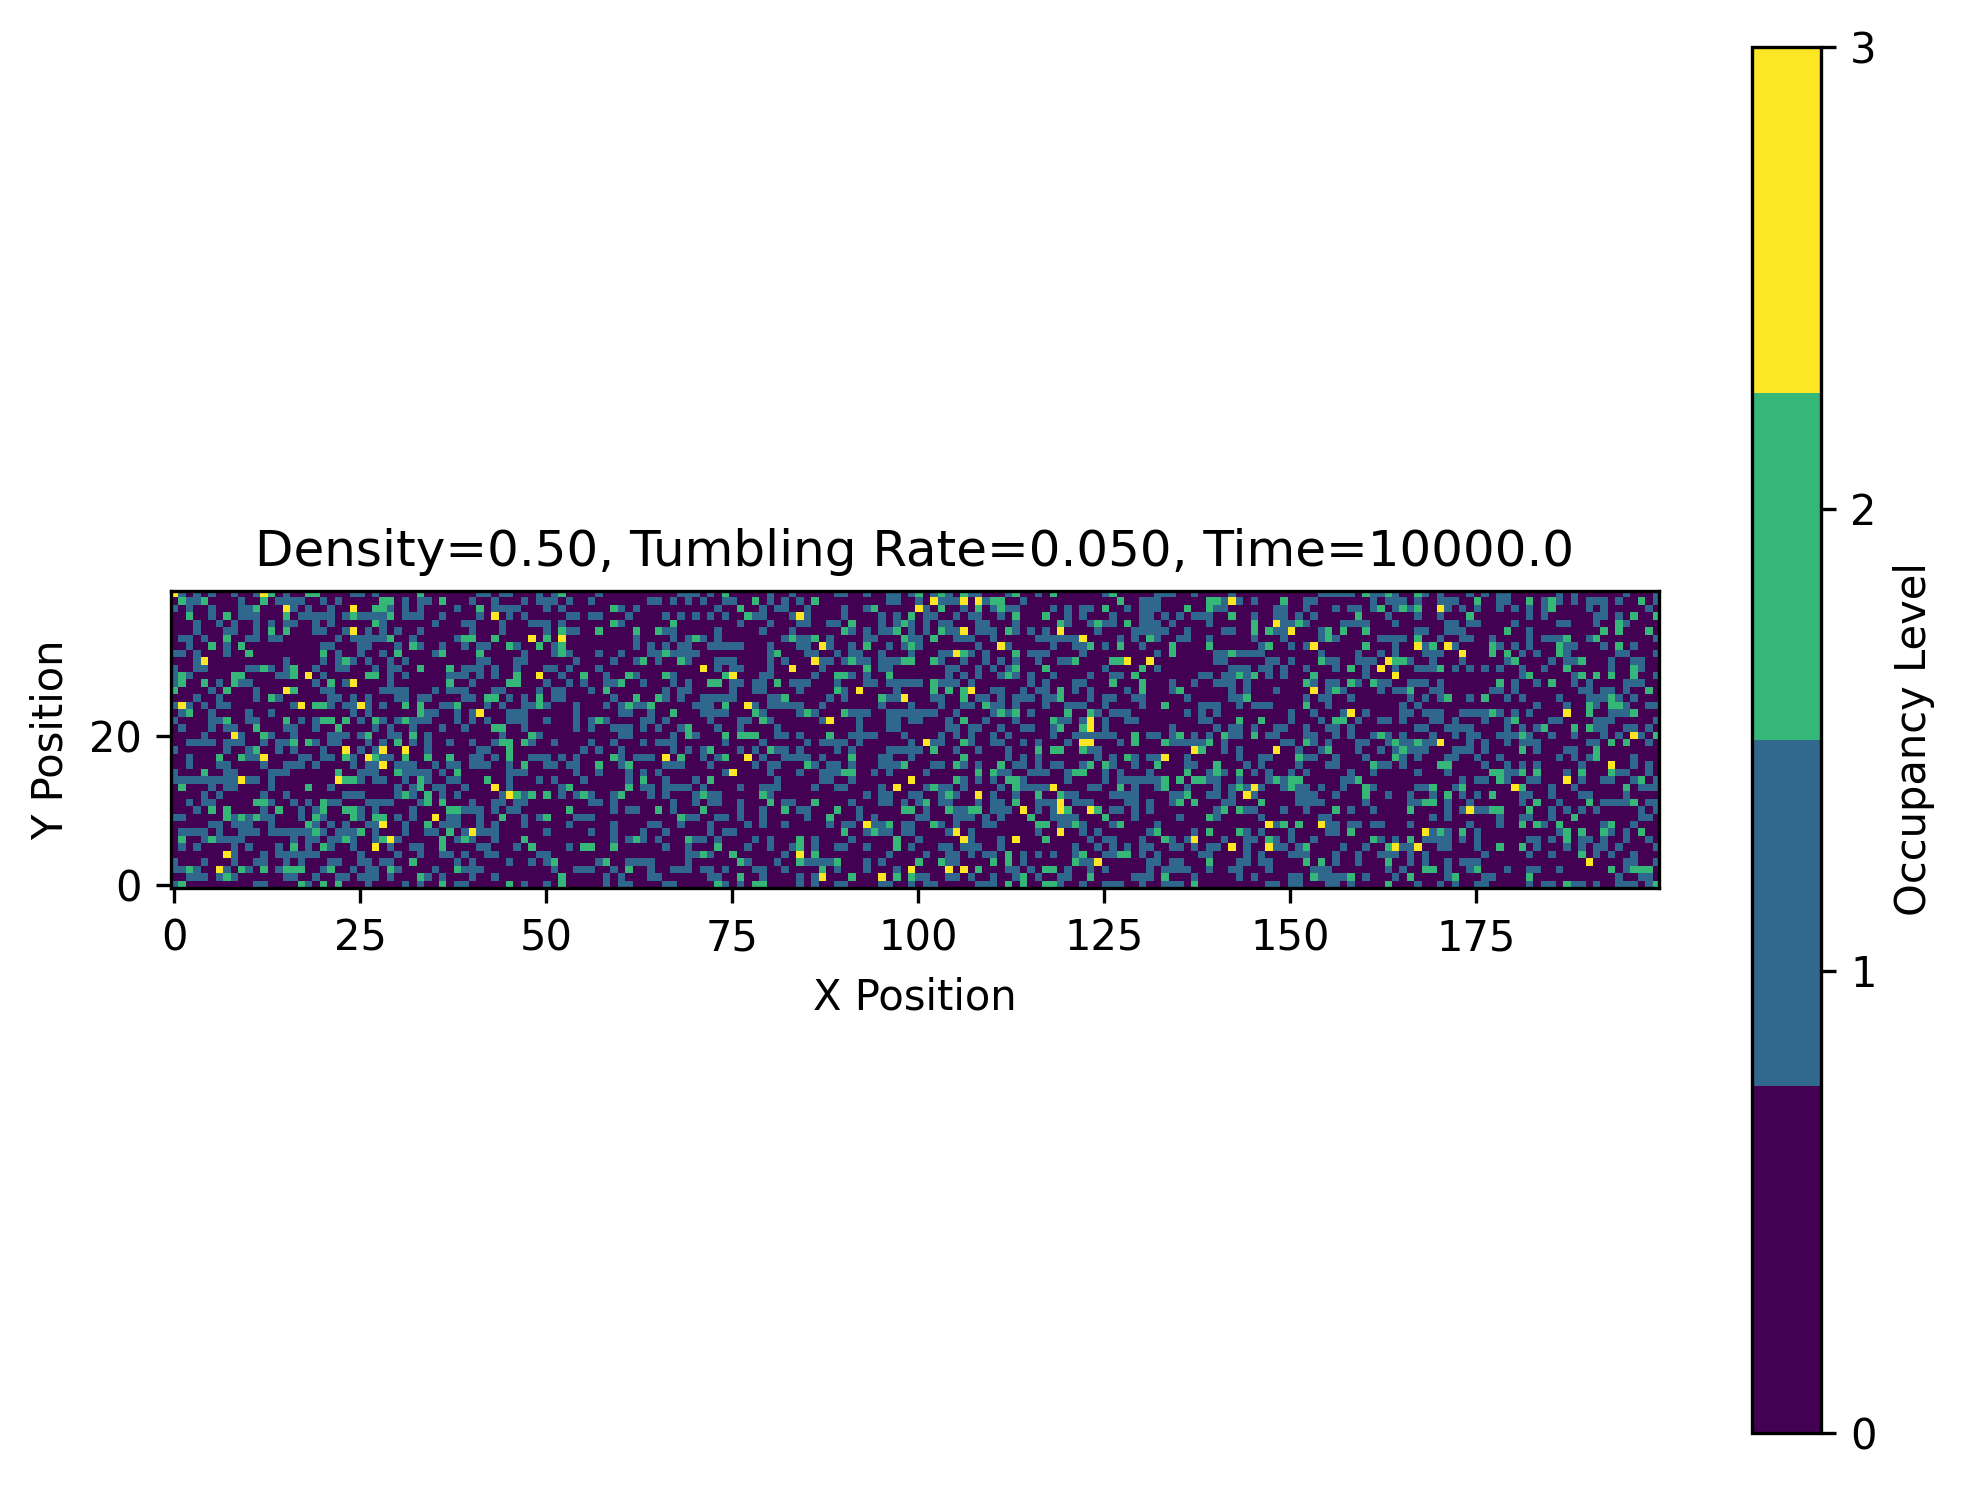 Density=0.50, Tumbling Rate=0.050, Time=10000.0
Y Position
20
0
0 25 50 75 100 125 150 175
X Position
3
2
1
0
Occupancy Level